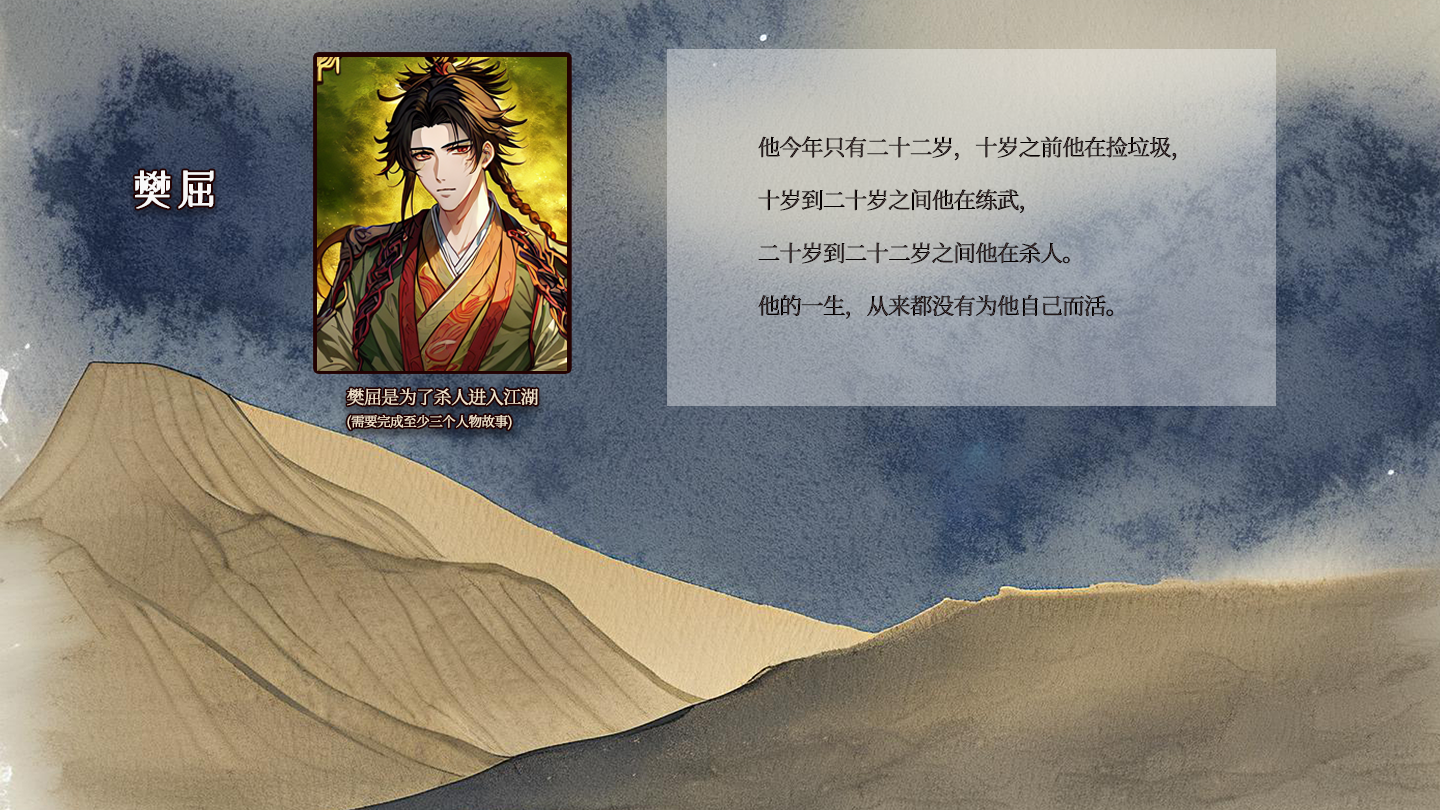 樊屈
樊屈是为了杀人进入江湖
(需要完成至少三个人物故事)
他今年只有二十二岁，十岁之前他在捡垃圾，
十岁到二十岁之间他在练武，
二十岁到二十二岁之间他在杀人。
他的一生，从来都没有为他自己而活。